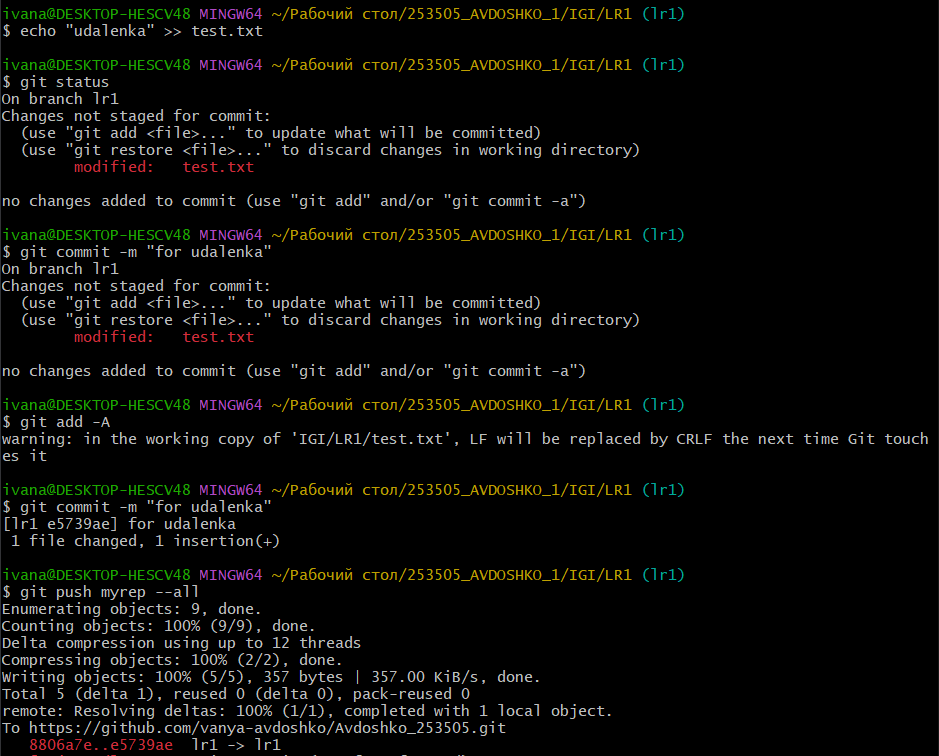 ivana@DESKTOP-HESCV48 MINGW64 ~/Рабочий стол/253505_AVDOSHKO_1/IGI/LR1 (lr1)
$ echo "udalenka" >> test.txt
ivana@DESKTOP-HESCV48 MINGW64 ~/Рабочий стол/253505_AVDOSHKO_1/IGI/LR1 (lr1)
$ git status
On branch lr1
Changes not staged for commit:
  (use "git add <file>..." to update what will be committed)
  (use "git restore <file>..." to discard changes in working directory)
        modified:   test.txt
no changes added to commit (use "git add" and/or "git commit -a")
ivana@DESKTOP-HESCV48 MINGW64 ~/Рабочий стол/253505_AVDOSHKO_1/IGI/LR1 (lr1)
$ git commit -m "for udalenka"
On branch lr1
Changes not staged for commit:
  (use "git add <file>..." to update what will be committed)
  (use "git restore <file>..." to discard changes in working directory)
        modified:   test.txt
no changes added to commit (use "git add" and/or "git commit -a")
ivana@DESKTOP-HESCV48 MINGW64 ~/Рабочий стол/253505_AVDOSHKO_1/IGI/LR1 (lr1)
$ git add -A
warning: in the working copy of 'IGI/LR1/test.txt', LF will be replaced by CRLF the next time Git touch
es it
ivana@DESKTOP-HESCV48 MINGW64 ~/Рабочий стол/253505_AVDOSHKO_1/IGI/LR1 (lr1)
$ git commit -m "for udalenka"
[lr1 e5739ae] for udalenka
 1 file changed, 1 insertion(+)
ivana@DESKTOP-HESCV48 MINGW64 ~/Рабочий стол/253505_AVDOSHKO_1/IGI/LR1 (lr1)
$ git push myrep --all
Enumerating objects: 9, done.
Counting objects: 100% (9/9), done.
Delta compression using up to 12 threads
Compressing objects: 100% (2/2), done.
Writing objects: 100% (5/5), 357 bytes | 357.00 KiB/s, done.
Total 5 (delta 1), reused 0 (delta 0), pack-reused 0
remote: Resolving deltas: 100% (1/1), completed with 1 local object.
To https://github.com/vanya-avdoshko/Avdoshko_253505.git
   8806a7e..e5739ae  lr1 -> lr1